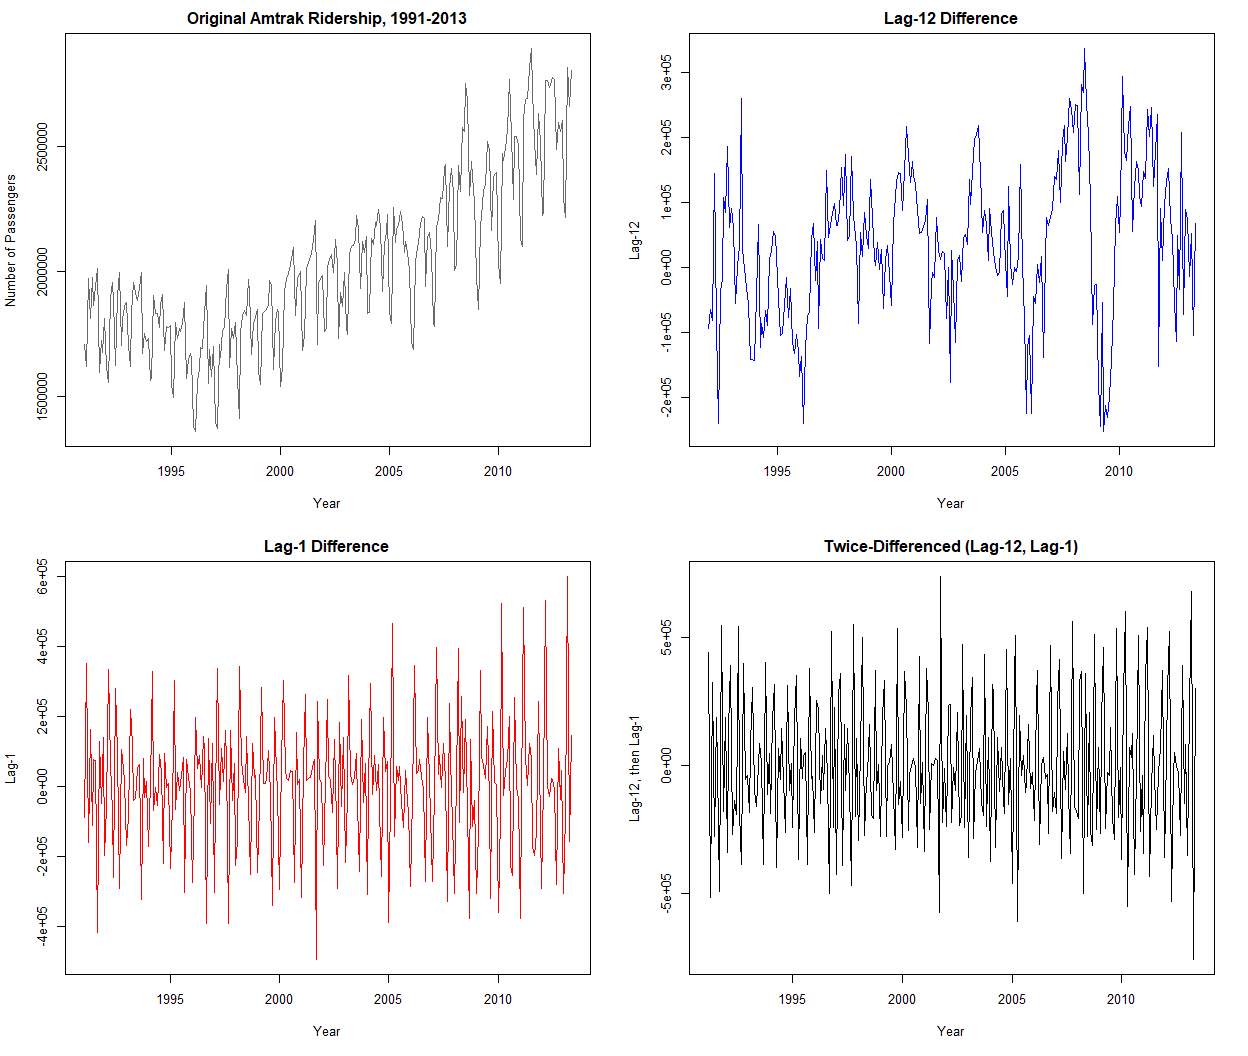 Original Amtrak Ridership, 1991-2013
Number of Passengers
1500000 2000000 2500000
1995 2000 2005 2010
Year
Lag-12 Difference
Lag-12
-2e+05 -1e+05 0e+00 1e+05 2e+05 3e+05
1995 2000 2005 2010
Year
Lag-1 Difference
Lag-1
-4e+05 -2e+05 0e+00 2e+05 4e+05 6e+05
1995 2000 2005 2010
Year
Twice-Differenced (Lag-12, Lag-1)
Lag-12, then Lag-1
-5e+05 0e+00 5e+05
1995 2000 2005 2010
Year